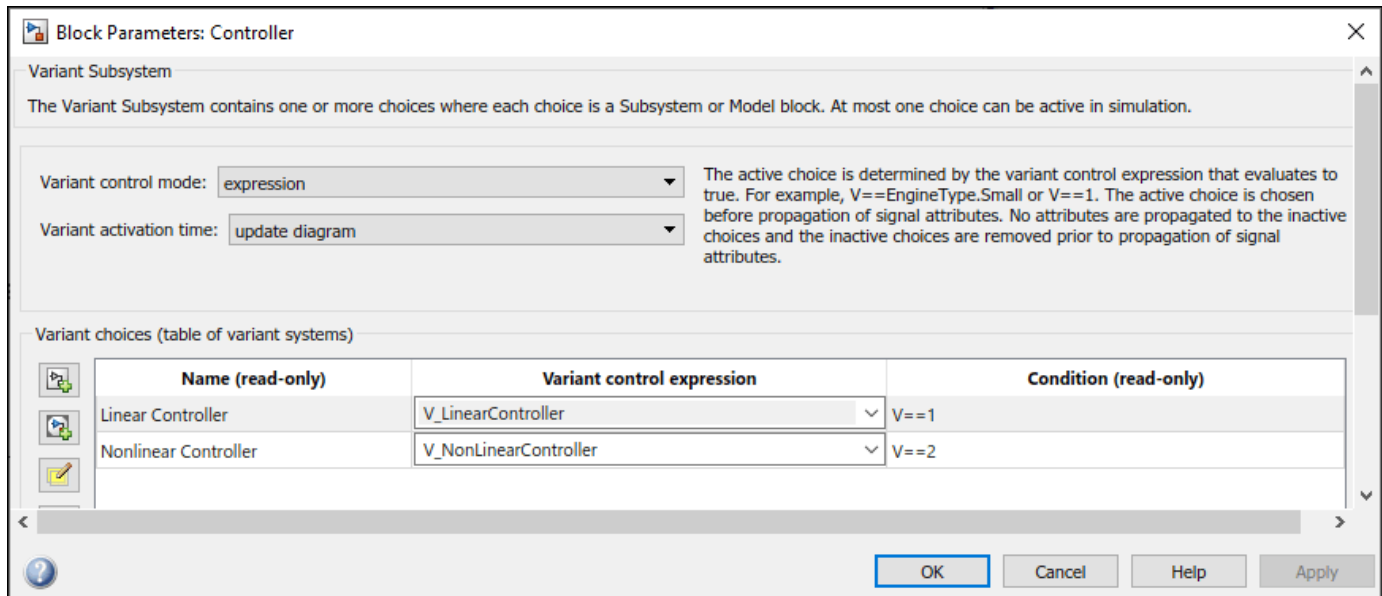 Block Parameters: Controller
Variant Subsystem
The Variant Subsystem contains one or more choices where each choice is a Subsystem or Model block. At most one choice can be active in simulation.
Variant control mode: expression
Variant activation time: update diagram
The active choice is determined by the variant control expression that evaluates to
true. For example, V==EngineType.Small or V==1. The active choice is chosen
before propagation of signal attributes. No attributes are propagated to the inactive
choices and the inactive choices are removed prior to propagation of signal
attributes.
Variant choices (table of variant systems)
Name (read-only) Variant control expression Condition (read-only)
Linear Controller V_LinearController V==1
Nonlinear Controller V_NonLinearController V==2
OK Cancel Help Apply